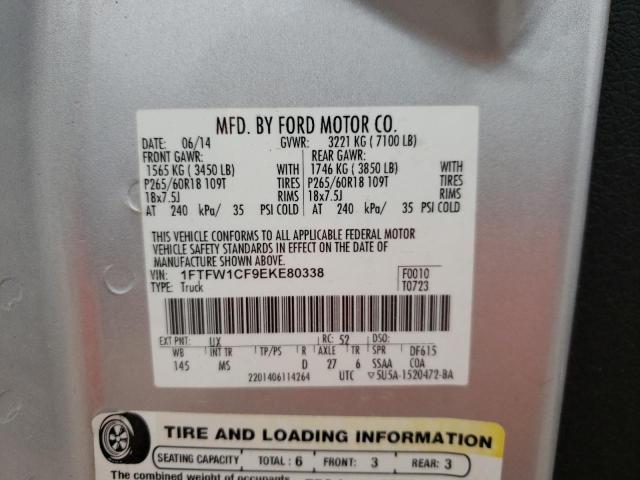 MFD. BY FORD MOTOR CO.
DATE: 06/14 GVWR: 3221 KG ( 7100 LB)
FRONT GAWR: REAR GAWR:
1565 KG ( 3450 LB) WITH 1746 KG ( 3850 LB) WITH
P265/60R18 109T TIRES P265/60R18 109T TIRES
18x7.5J RIMS 18x7.5J RIMS
AT 240 kPa/ 35 PSI COLD AT 240 kPa/ 35 PSI COLD
THIS VEHICLE CONFORMS TO ALL APPLICABLE FEDERAL MOTOR
VEHICLE SAFETY STANDARDS IN EFFECT ON THE DATE OF
MANUFACTURE SHOWN ABOVE.
VIN: 1FTFW1CF9EKE80338 F0010
TYPE: Truck T0723
EXT PNT: UX RC: 52 DSO:
WB INT TR TP/PS R AXLE TR SPR DF615
145 MS D 27 6 SSAA COA
2201406114264 UTC ▽5U5A-1520472-BA
TIRE AND LOADING INFORMATION
SEATING CAPACITY TOTAL : 6 FRONT: 3 REAR: 3
The combined weight of occupants